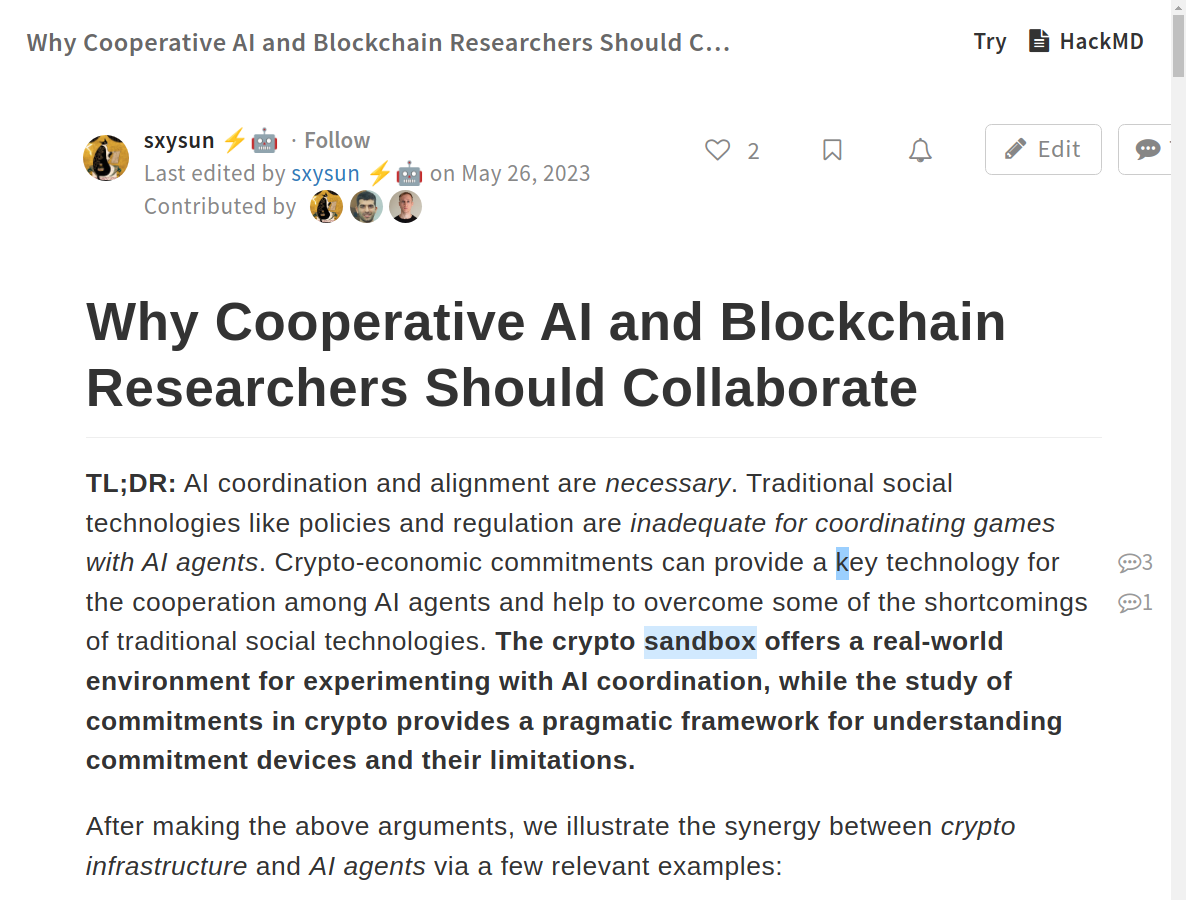 Why Cooperative AI and Blockchain Researchers Should C…
Try HackMD
sxysun ⚡🤖 · Follow
2
Edit
Last edited by sxysun ⚡🤖 on May 26, 2023
Contributed by
Why Cooperative AI and Blockchain
Researchers Should Collaborate
TL;DR: AI coordination and alignment are necessary. Traditional social
technologies like policies and regulation are inadequate for coordinating games
with AI agents. Crypto-economic commitments can provide a key technology for
3
the cooperation among AI agents and help to overcome some of the shortcomings
1
of traditional social technologies. The crypto sandbox offers a real-world
environment for experimenting with AI coordination, while the study of
commitments in crypto provides a pragmatic framework for understanding
commitment devices and their limitations.
After making the above arguments, we illustrate the synergy between crypto
infrastructure and AI agents via a few relevant examples: